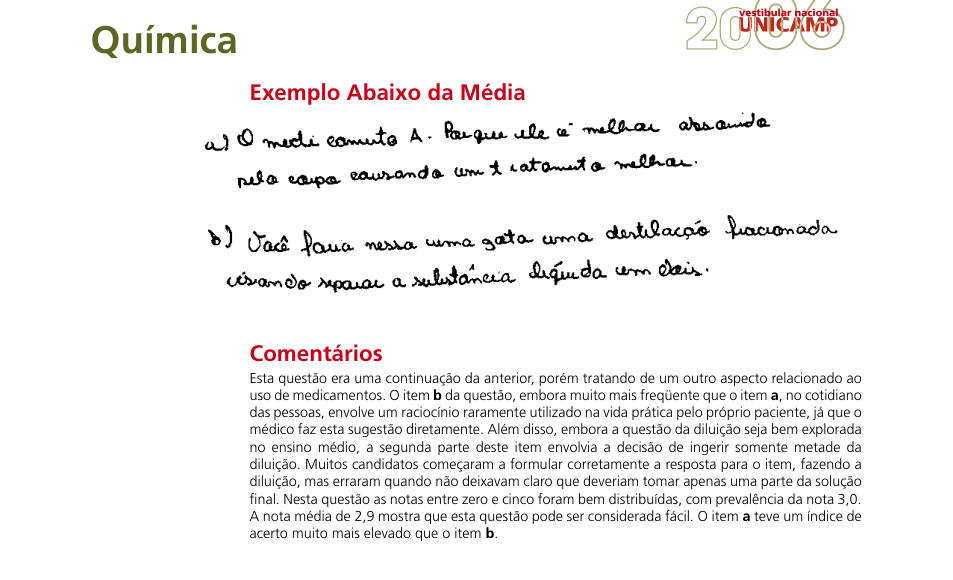 Química
vestibular nacional
2006 UNICAMP
Exemplo Abaixo da Média
a) O medicamento A. Porque ele é melhor absorvido
pelo corpo causando um tratamento melhor.
b) Você faria nessa uma gota uma destilação fracionada
visando separar a substância líquida em dois.
Comentários
Esta questão era uma continuação da anterior, porém tratando de um outro aspecto relacionado ao
uso de medicamentos. O item b da questão, embora muito mais freqüente que o item a, no cotidiano
das pessoas, envolve um raciocínio raramente utilizado na vida prática pelo próprio paciente, já que o
médico faz esta sugestão diretamente. Além disso, embora a questão da diluição seja bem explorada
no ensino médio, a segunda parte deste item envolvia a decisão de ingerir somente metade da
diluição. Muitos candidatos começaram a formular corretamente a resposta para o item, fazendo a
diluição, mas erraram quando não deixavam claro que deveriam tomar apenas uma parte da solução
final. Nesta questão as notas entre zero e cinco foram bem distribuídas, com prevalência da nota 3,0.
A nota média de 2,9 mostra que esta questão pode ser considerada fácil. O item a teve um índice de
acerto muito mais elevado que o item b.